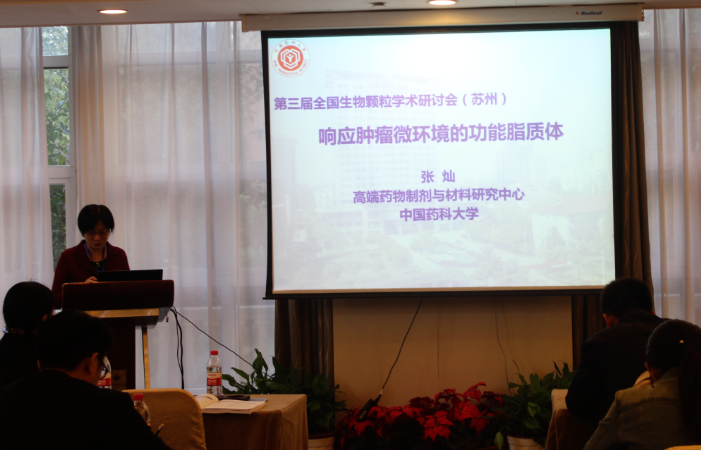 第三届全国生物颗粒学术研讨会（苏州）
响应肿瘤微环境的功能脂质体
张 灿
高端药物制剂与材料研究中心
中国药科大学